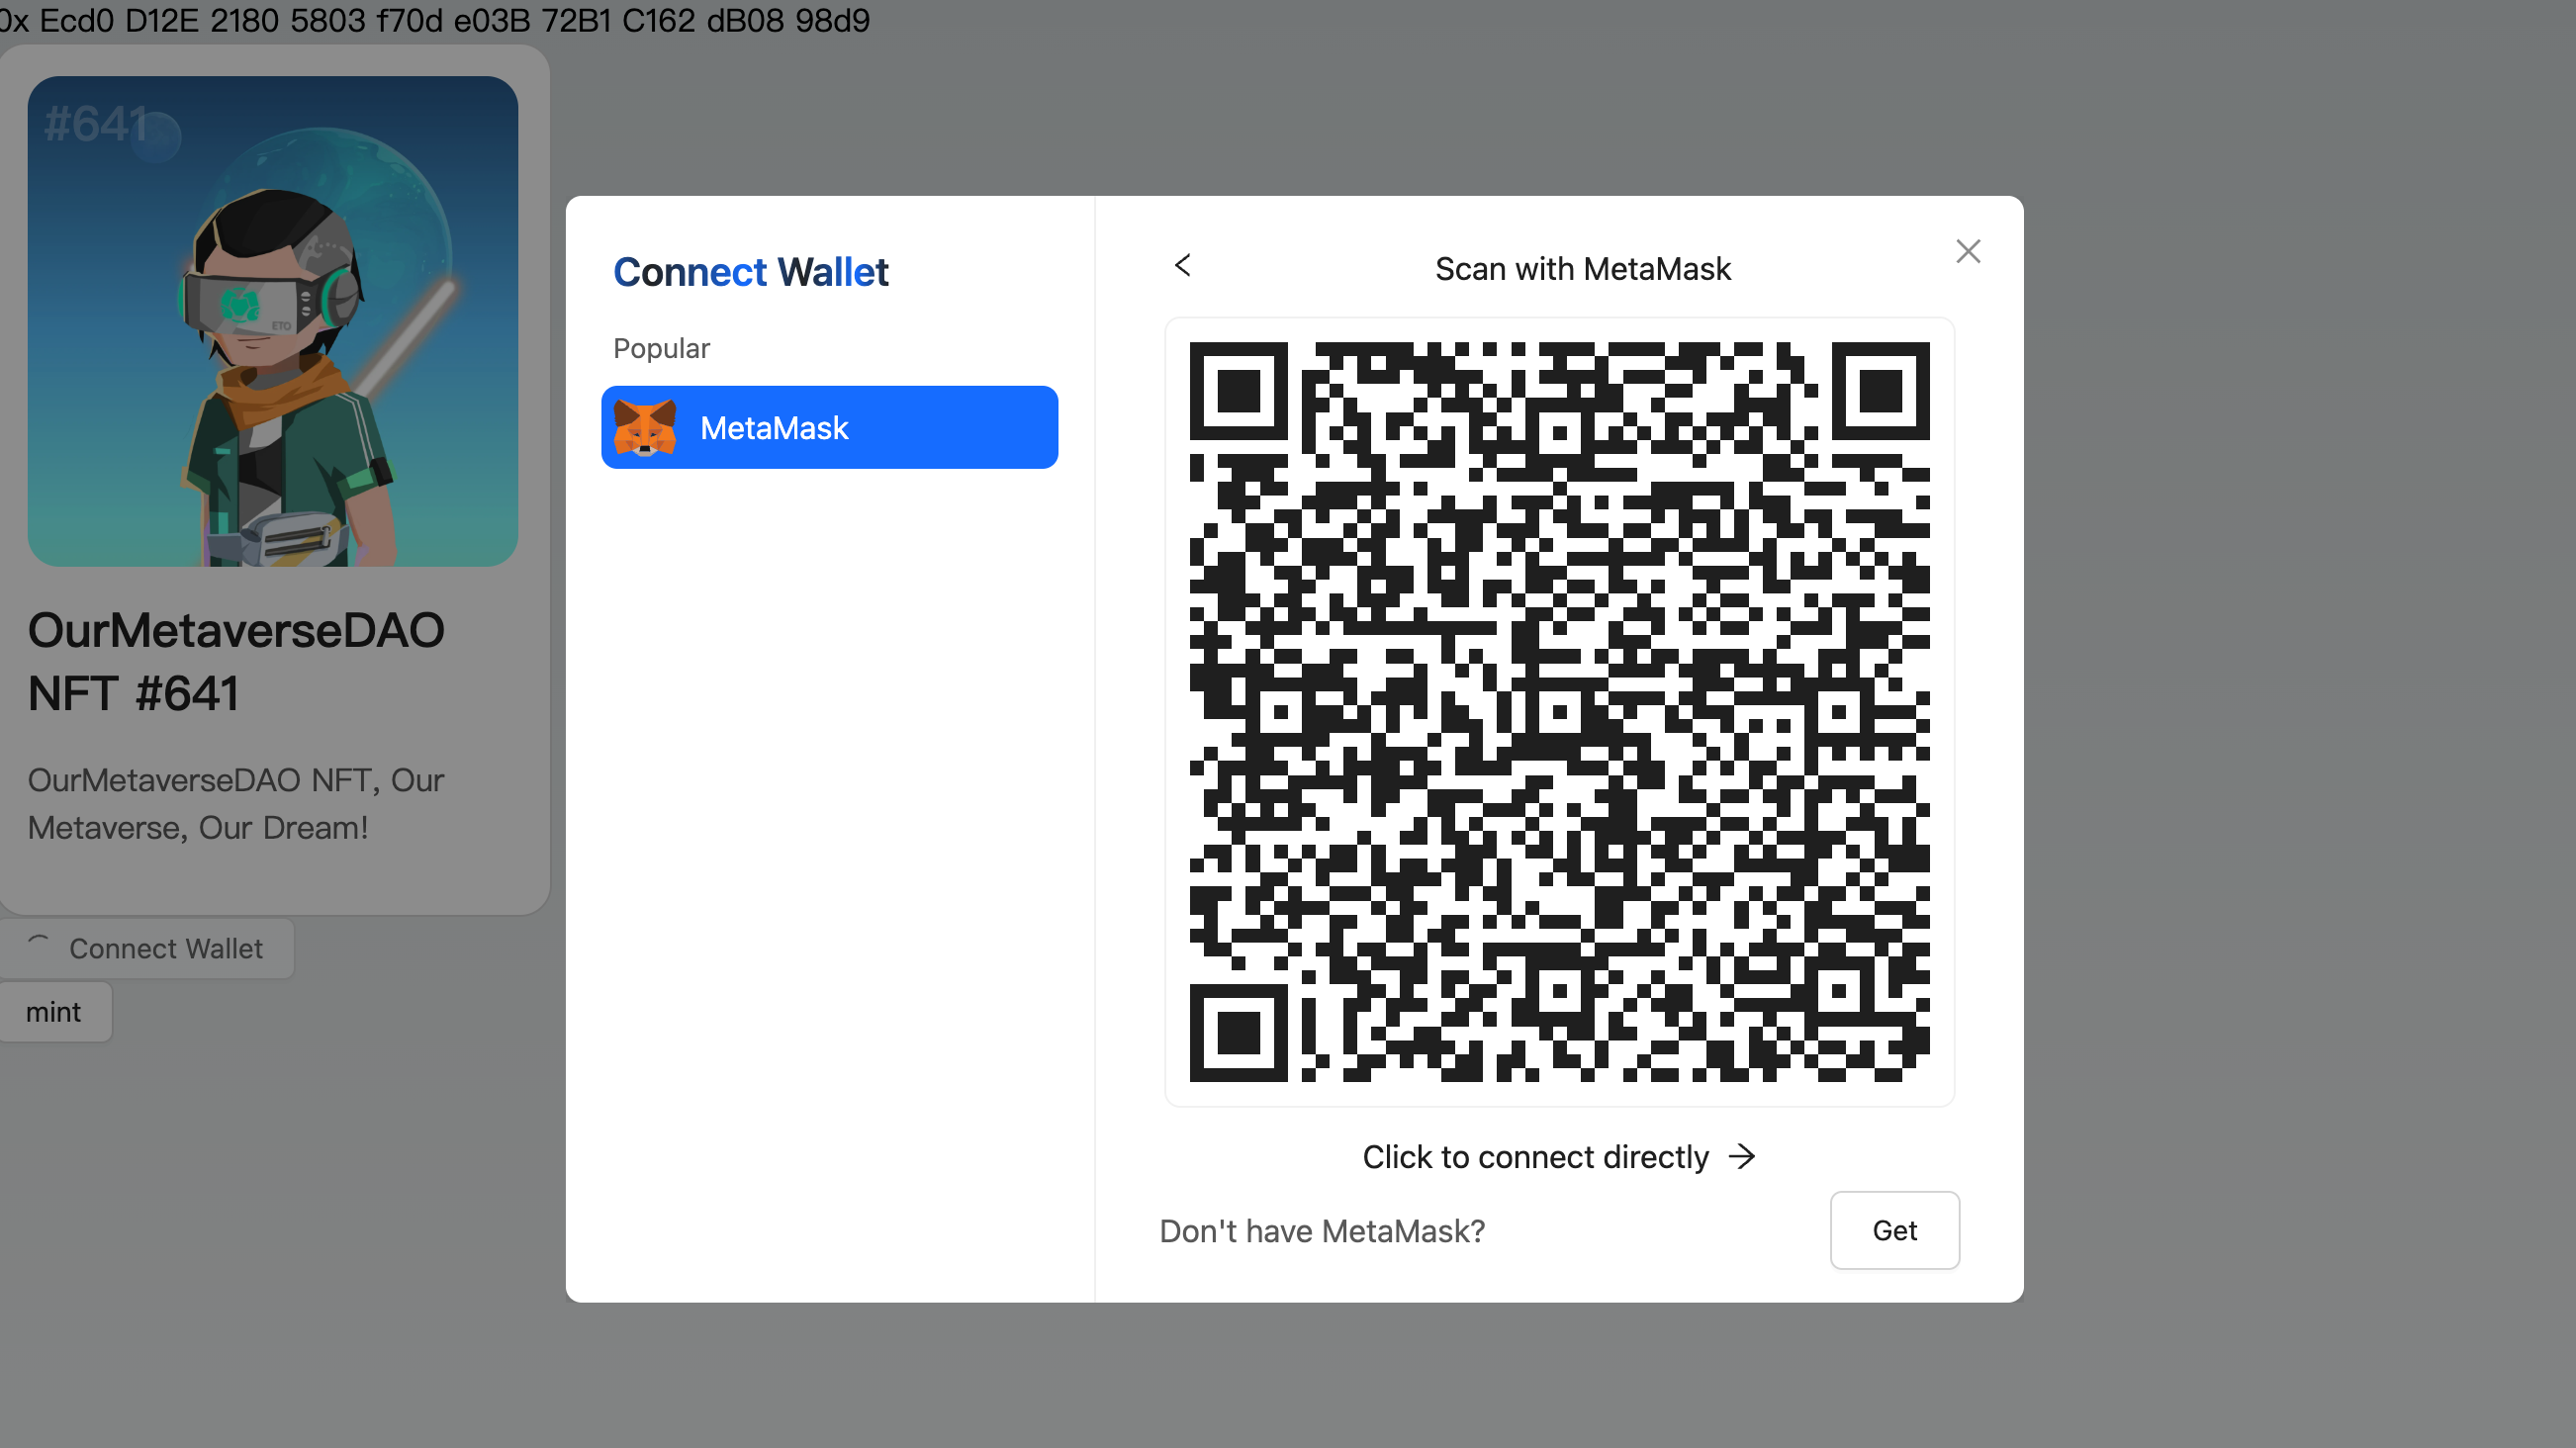 0x Ecd0 D12E 2180 5803 f70d e03B 72B1 C162 dB08 98d9
#641
ETO
OurMetaverseDAO
NFT #641
OurMetaverseDAO NFT, Our
Metaverse, Our Dream!
Connect Wallet
mint
Connect Wallet
Popular
MetaMask
Scan with MetaMask
Click to connect directly →
Don't have MetaMask?
Get